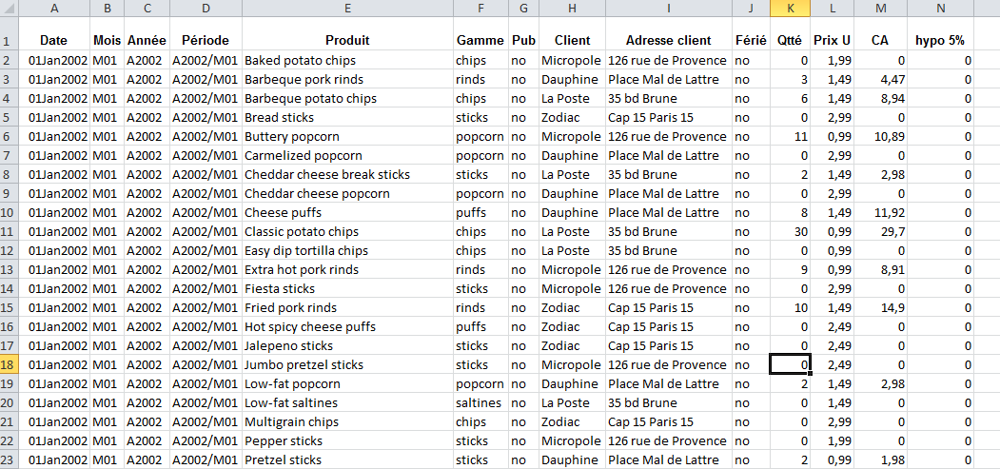 A B C D E F G H I J K L M N
1 Date Mois Année Période Produit Gamme Pub Client Adresse client Férié Qtté Prix U CA hypo 5%
2 01Jan2002 M01 A2002 A2002/M01 Baked potato chips chips no Micropole 126 rue de Provence no 0 1,99 0 0
3 01Jan2002 M01 A2002 A2002/M01 Barbeque pork rinds rinds no Dauphine Place Mal de Lattre no 3 1,49 4,47 0
4 01Jan2002 M01 A2002 A2002/M01 Barbeque potato chips chips no La Poste 35 bd Brune no 6 1,49 8,94 0
5 01Jan2002 M01 A2002 A2002/M01 Bread sticks sticks no Zodiac Cap 15 Paris 15 no 0 2,99 0 0
6 01Jan2002 M01 A2002 A2002/M01 Buttery popcorn popcorn no Micropole 126 rue de Provence no 11 0,99 10,89 0
7 01Jan2002 M01 A2002 A2002/M01 Carmelized popcorn popcorn no Dauphine Place Mal de Lattre no 0 2,99 0 0
8 01Jan2002 M01 A2002 A2002/M01 Cheddar cheese break sticks sticks no La Poste 35 bd Brune no 2 1,49 2,98 0
9 01Jan2002 M01 A2002 A2002/M01 Cheddar cheese popcorn popcorn no Dauphine Place Mal de Lattre no 0 2,99 0 0
10 01Jan2002 M01 A2002 A2002/M01 Cheese puffs puffs no Dauphine Place Mal de Lattre no 8 1,49 11,92 0
11 01Jan2002 M01 A2002 A2002/M01 Classic potato chips chips no La Poste 35 bd Brune no 30 0,99 29,7 0
12 01Jan2002 M01 A2002 A2002/M01 Easy dip tortilla chips chips no La Poste 35 bd Brune no 0 0,99 0 0
13 01Jan2002 M01 A2002 A2002/M01 Extra hot pork rinds rinds no Micropole 126 rue de Provence no 9 0,99 8,91 0
14 01Jan2002 M01 A2002 A2002/M01 Fiesta sticks sticks no Micropole 126 rue de Provence no 0 2,99 0 0
15 01Jan2002 M01 A2002 A2002/M01 Fried pork rinds rinds no Zodiac Cap 15 Paris 15 no 10 1,49 14,9 0
16 01Jan2002 M01 A2002 A2002/M01 Hot spicy cheese puffs puffs no Zodiac Cap 15 Paris 15 no 0 2,49 0 0
17 01Jan2002 M01 A2002 A2002/M01 Jalepeno sticks sticks no Zodiac Cap 15 Paris 15 no 0 2,49 0 0
18 01Jan2002 M01 A2002 A2002/M01 Jumbo pretzel sticks sticks no Micropole 126 rue de Provence no 0 2,49 0 0
19 01Jan2002 M01 A2002 A2002/M01 Low-fat popcorn popcorn no Dauphine Place Mal de Lattre no 2 1,49 2,98 0
20 01Jan2002 M01 A2002 A2002/M01 Low-fat saltines saltines no La Poste 35 bd Brune no 0 1,49 0 0
21 01Jan2002 M01 A2002 A2002/M01 Multigrain chips chips no Zodiac Cap 15 Paris 15 no 0 2,99 0 0
22 01Jan2002 M01 A2002 A2002/M01 Pepper sticks sticks no Micropole 126 rue de Provence no 0 1,99 0 0
23 01Jan2002 M01 A2002 A2002/M01 Pretzel sticks sticks no Dauphine Place Mal de Lattre no 2 0,99 1,98 0